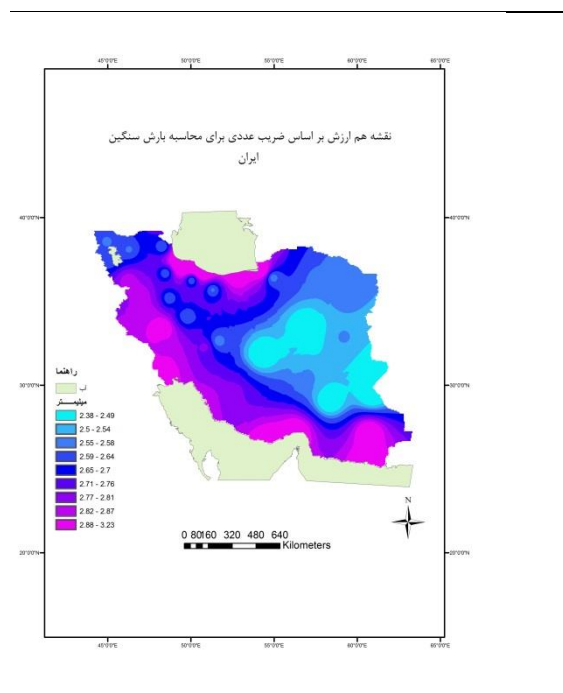 45°0'0"E 50°0'0"E 55°0'0"E 60°0'0"E 65°0'0"E
نقشه هم ارزش بر اساس ضریب عددی برای محاسبه بارش سنگین
ایران
40°0'0"N 40°0'0"N
30°0'0"N 30°0'0"N
راهنما
آب
میلیمـــــتر
2.38 - 2.49
2.5 - 2.54
2.55 - 2.58
2.59 - 2.64
2.65 - 2.7
2.71 - 2.76
2.77 - 2.81
2.82 - 2.87
2.88 - 3.23
N
0 80160 320 480 640
Kilometers
20°0'0"N 20°0'0"N
45°0'0"E 50°0'0"E 55°0'0"E 60°0'0"E 65°0'0"E